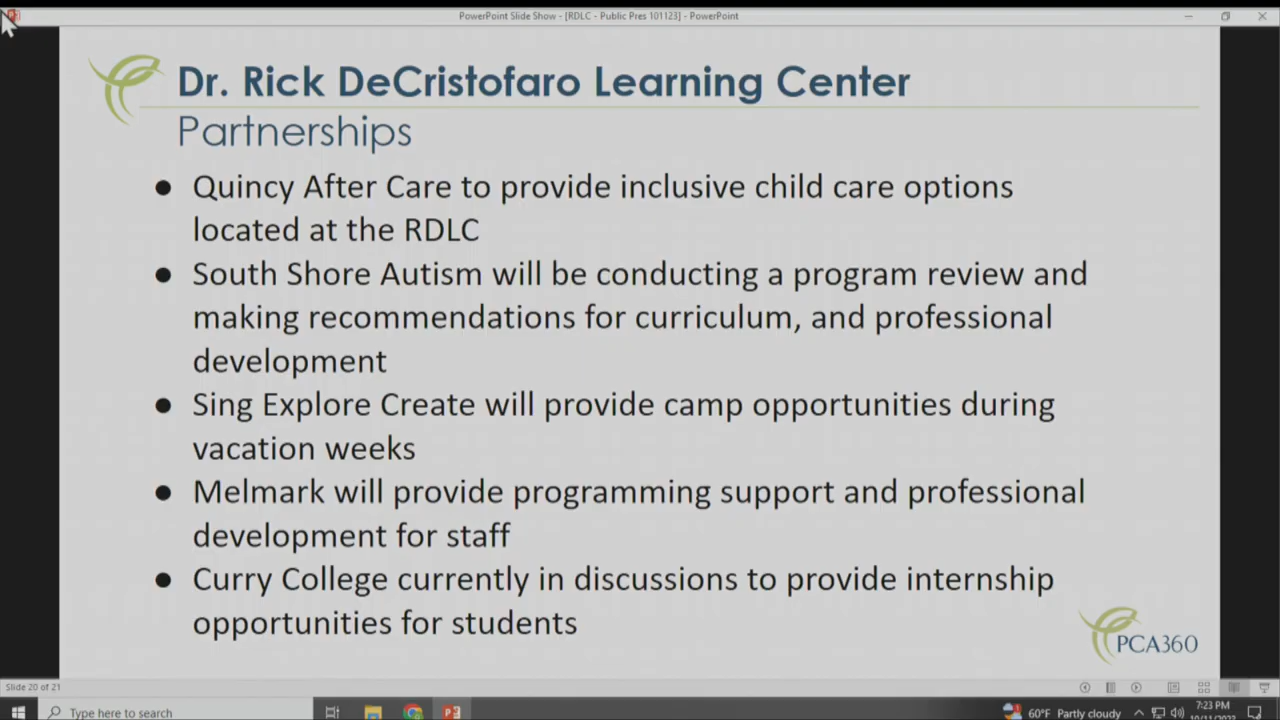 PowerPoint Slide Show - [RDLC - Public Pres 101123] - PowerPoint
Dr. Rick DeCristofaro Learning Center
Partnerships
● Quincy After Care to provide inclusive child care options
located at the RDLC
● South Shore Autism will be conducting a program review and
making recommendations for curriculum, and professional
development
● Sing Explore Create will provide camp opportunities during
vacation weeks
● Melmark will provide programming support and professional
development for staff
● Curry College currently in discussions to provide internship
opportunities for students
PCA360
Slide 20 of 21
Type here to search
60°F Partly cloudy
7:23 PM